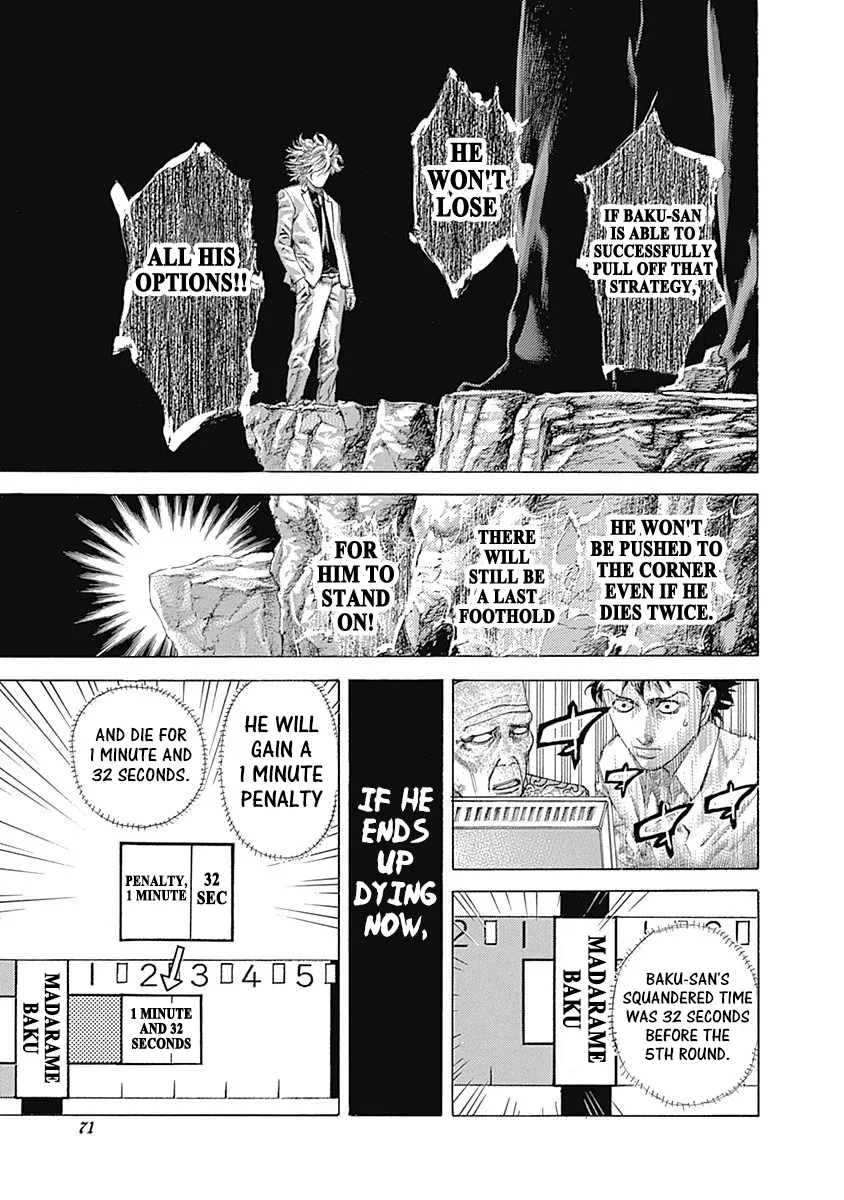 IF BAKU-SAN
IS ABLE TO
SUCCESSFULLY
PULL OFF THAT
STRATEGY,
HE
WON'T
LOSE
ALL HIS
OPTIONS!!
HE WON'T
BE PUSHED TO
THE CORNER
EVEN IF HE
DIES TWICE.
THERE
WILL
STILL BE
A LAST
FOOTHOLD
FOR
HIM TO
STAND
ON!
2 1 1 2
MADARAME
BAKU
BAKU-SAN'S
SQUANDERED TIME
WAS 32 SECONDS
BEFORE THE
5TH ROUND.
IF HE
ENDS
UP
DYING
NOW,
HE WILL
GAIN A
1 MINUTE
PENALTY
AND DIE FOR
1 MINUTE AND
32 SECONDS.
PENALTY,
1 MINUTE
32
SEC
1 2 3 4 5
MADARAME
BAKU
1 MINUTE
AND 32
SECONDS
71